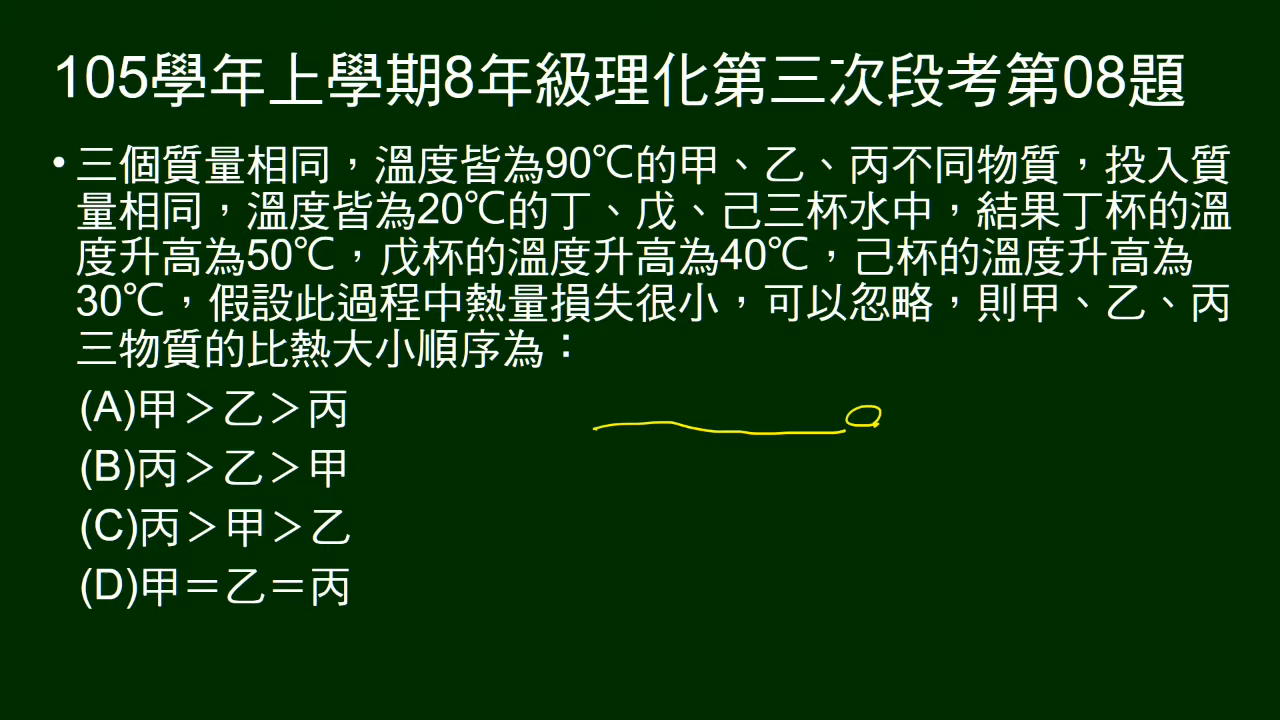 105學年上學期8年級理化第三次段考第08題
• 三個質量相同，溫度皆為90℃的甲、乙、丙不同物質，投入質
量相同，溫度皆為20℃的丁、戊、己三杯水中，結果丁杯的溫
度升高為50℃，戊杯的溫度升高為40℃，己杯的溫度升高為
30℃，假設此過程中熱量損失很小，可以忽略，則甲、乙、丙
三物質的比熱大小順序為：
(A)甲＞乙＞丙
(B)丙＞乙＞甲
(C)丙＞甲＞乙
(D)甲＝乙＝丙